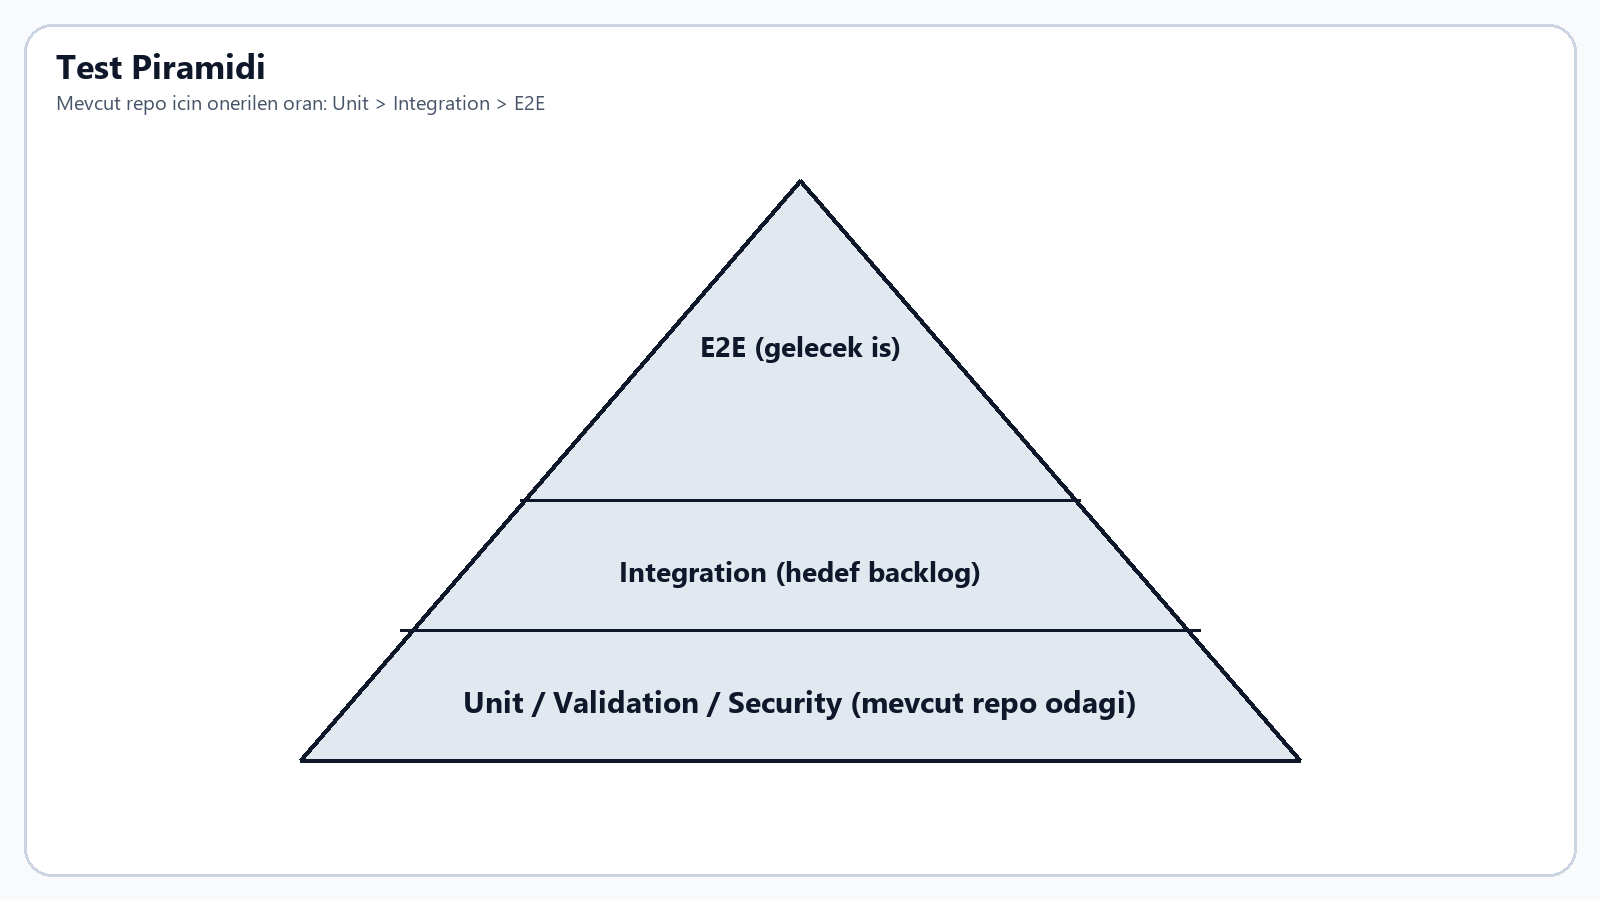 Test Piramidi
Mevcut repo icin onerilen oran: Unit > Integration > E2E
E2E (gelecek is)
Integration (hedef backlog)
Unit / Validation / Security (mevcut repo odagi)